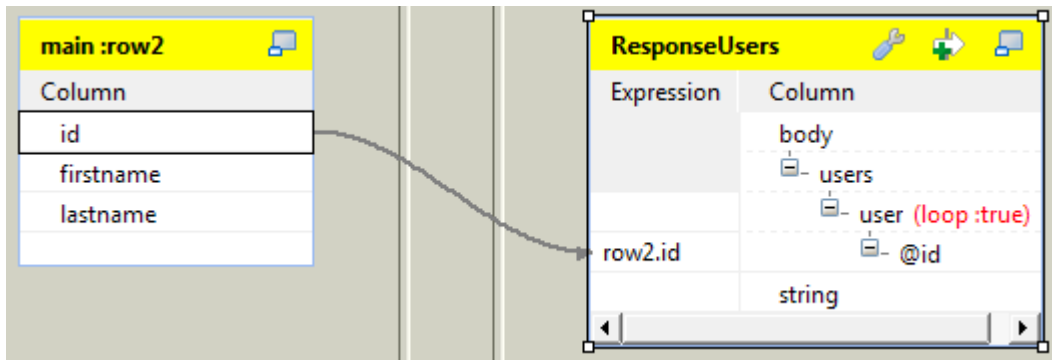 main :row2
Column
id
firstname
lastname
ResponseUsers
Expression Column
body
users
user (loop :true)
row2.id @id
string